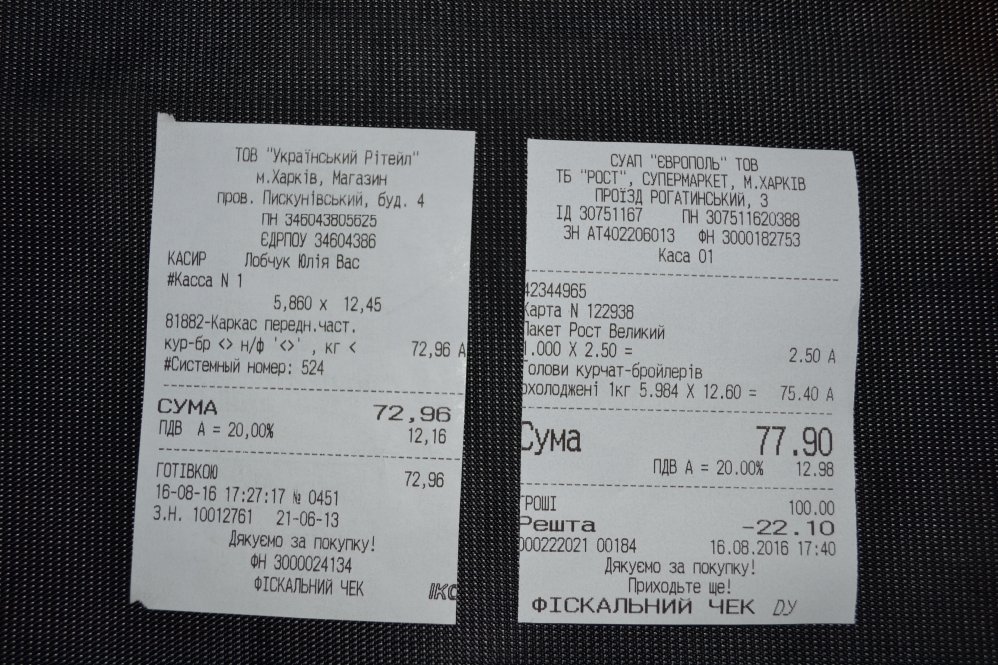 ТОВ "Український Рітейл"
м.Харків, Магазин
пров. Пискунівський, буд. 4
ПН 346043805625
ЄДРПОУ 34604386
КАСИР Лобчук Юлія Вас
#Касса N 1
5,860 x 12,45
81882-Каркас передн.част.
кур-бр <> н/ф '<>' , кг < 72,96 А
#Системный номер: 524
СУМА 72,96
ПДВ А = 20,00% 12,16
ГОТІВКОЮ 72,96
16-08-16 17:27:17 № 0451
З.Н. 10012761 21-06-13
Дякуємо за покупку!
ФН 3000024134
ФІСКАЛЬНИЙ ЧЕК ІКС
СУАП "ЄВРОПОЛЬ" ТОВ
ТБ "РОСТ", СУПЕРМАРКЕТ, М.ХАРКІВ
ПРОЇЗД РОГАТИНСЬКИЙ, 3
ІД 30751167 ПН 307511620388
ЗН АТ402206013 ФН 3000182753
Каса 01
42344965
Карта N 122938
Пакет Рост Великий
1.000 X 2.50 = 2.50 А
Голови курчат-бройлерів
охолоджені 1кг 5.984 X 12.60 = 75.40 А
Сума 77.90
ПДВ А = 20.00% 12.98
ГРОШІ 100.00
Решта -22.10
000222021 00184 16.08.2016 17:40
Дякуємо за покупку!
Приходьте ще!
ФІСКАЛЬНИЙ ЧЕК